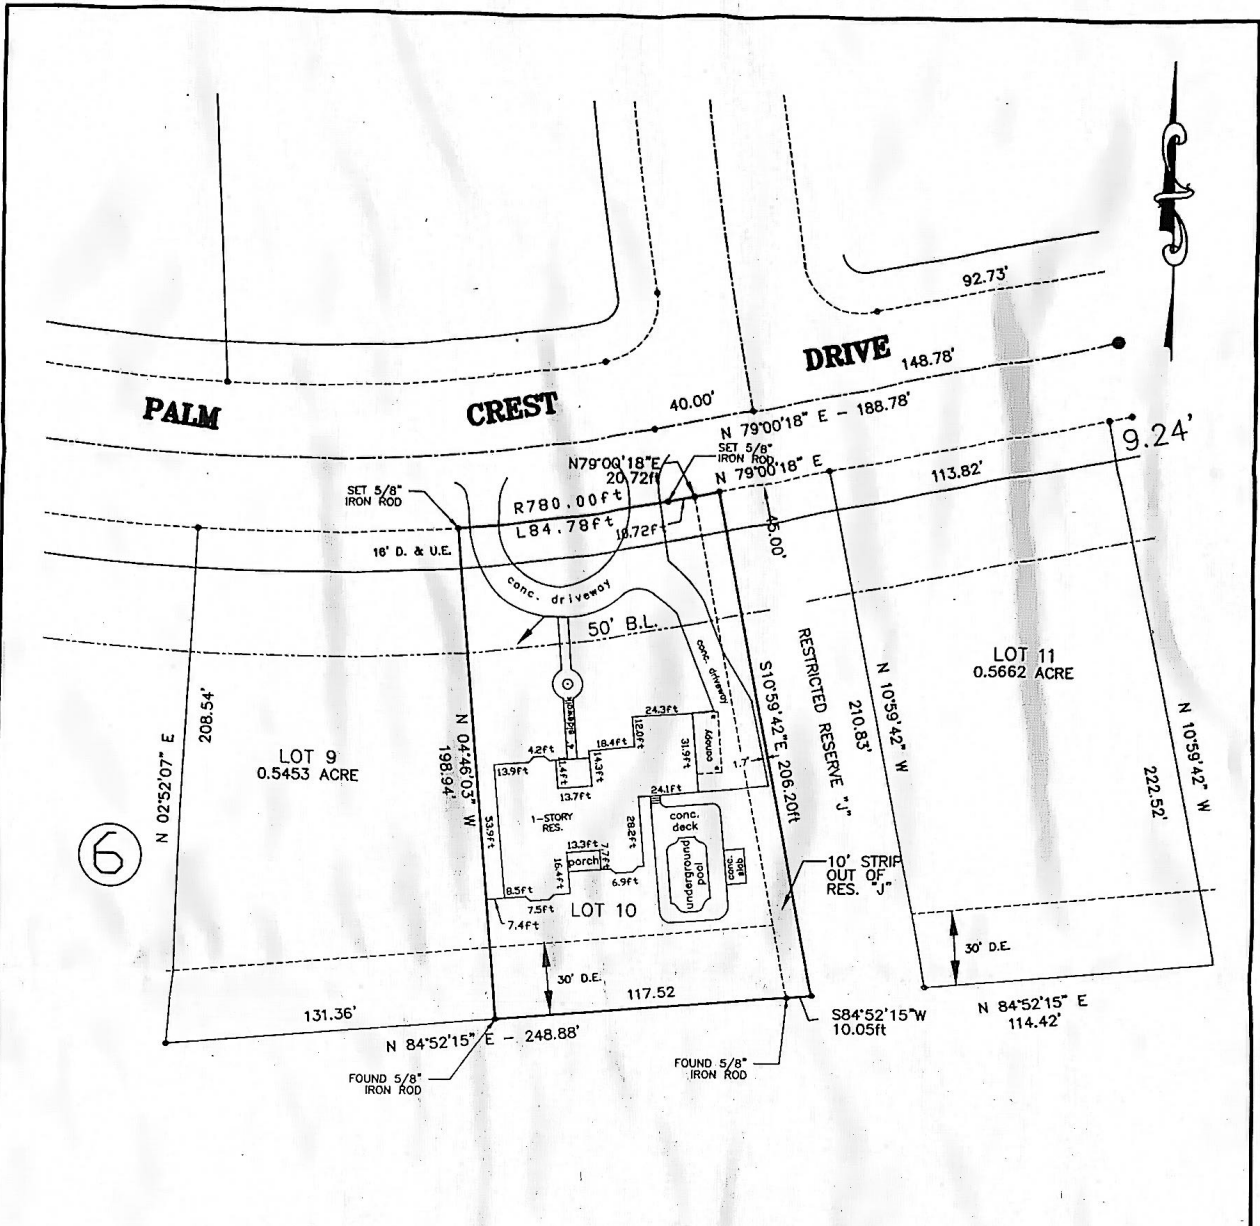 92.73'
DRIVE
148.78'
PALM
CREST
40.00'
N 79°00'18" E - 188.78'
9.24'
SET 5/8"
IRON ROD
N79°00'18"E
20.72ft
N 79°00'18" E
113.82'
SET 5/8"
IRON ROD
R780.00ft
L84.78ft
10.72ft
45.00'
16' D. & U.E.
conc. driveway
50' B.L.
conc. driveway
RESTRICTED RESERVE "J"
LOT 11
0.5662 ACRE
N 10°59'42" W
210.83'
N 10°59'42" W
222.52'
S10°59'42"E 206.20ft
208.54'
N 02°52'07" E
LOT 9
0.5453 ACRE
N 04°46'03" W
198.94'
4' sidewalk
24.3ft
12.0ft
18.4ft
4.2ft
14.3ft
13.9ft
13.7ft
31.9ft
canopy
1.7'
24.1ft
1-STORY
RES.
53.9ft
28.2ft
conc.
deck
underground
pool
conc.
slab
13.3ft
7.7ft
porch
16.4ft
6.9ft
8.5ft
7.5ft
7.4ft
LOT 10
6
10' STRIP
OUT OF
RES. "J"
30' D.E.
30' D.E.
117.52
131.36'
N 84°52'15" E - 248.88'
S84°52'15"W
10.05ft
N 84°52'15" E
114.42'
FOUND 5/8"
IRON ROD
FOUND 5/8"
IRON ROD